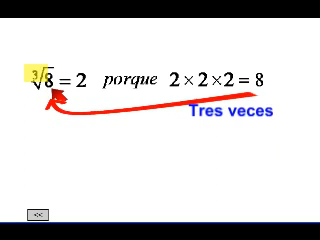 ∛8 = 2 porque 2 × 2 × 2 = 8
Tres veces
<<